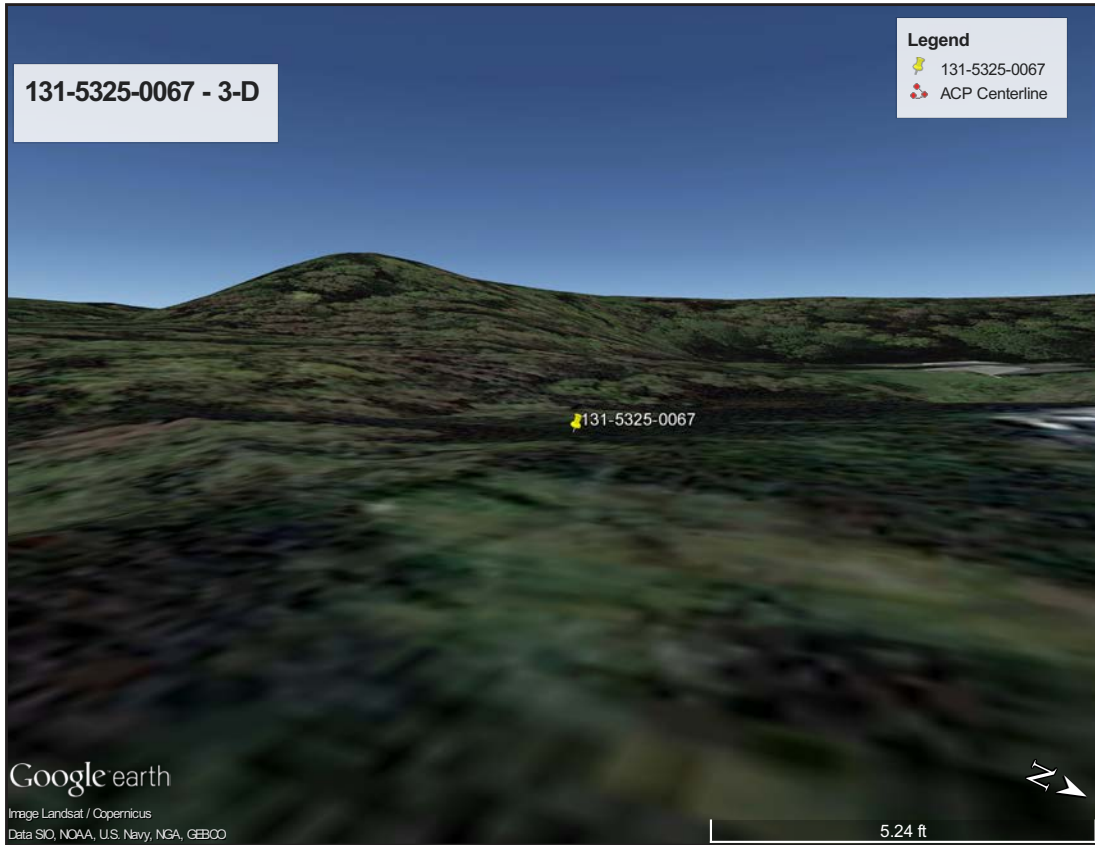 131-5325-0067 - 3-D
Legend
131-5325-0067
ACP Centerline
131-5325-0067
Google earth
Image Landsat / Copernicus
Data SIO, NOAA, U.S. Navy, NGA, GEBCO
N
5.24 ft